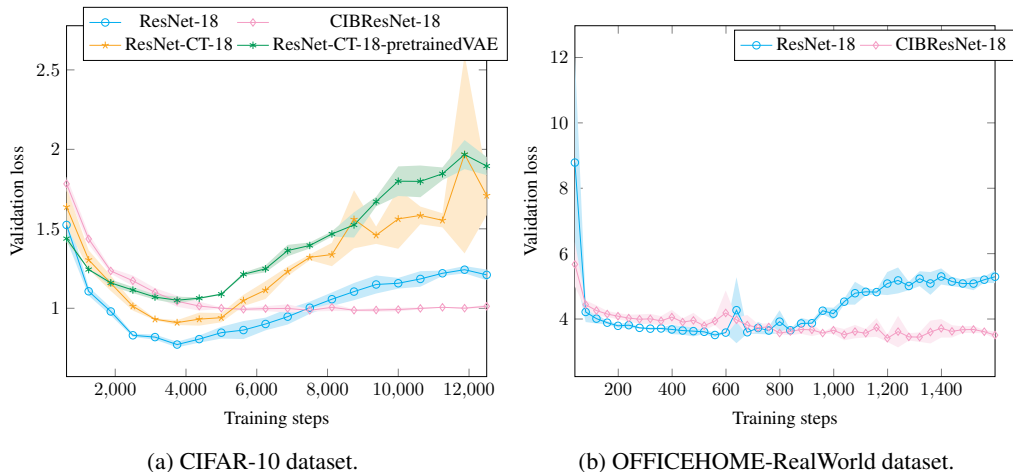 ResNet-18 CIBResNet-18
ResNet-CT-18 ResNet-CT-18-pretrainedVAE
2.5
2
1.5
1
Validation loss
2,000 4,000 6,000 8,000 10,000 12,000
Training steps
(a) CIFAR-10 dataset.
ResNet-18 CIBResNet-18
12
10
8
6
4
Validation loss
200 400 600 800 1,000 1,200 1,400
Training steps
(b) OFFICEHOME-RealWorld dataset.